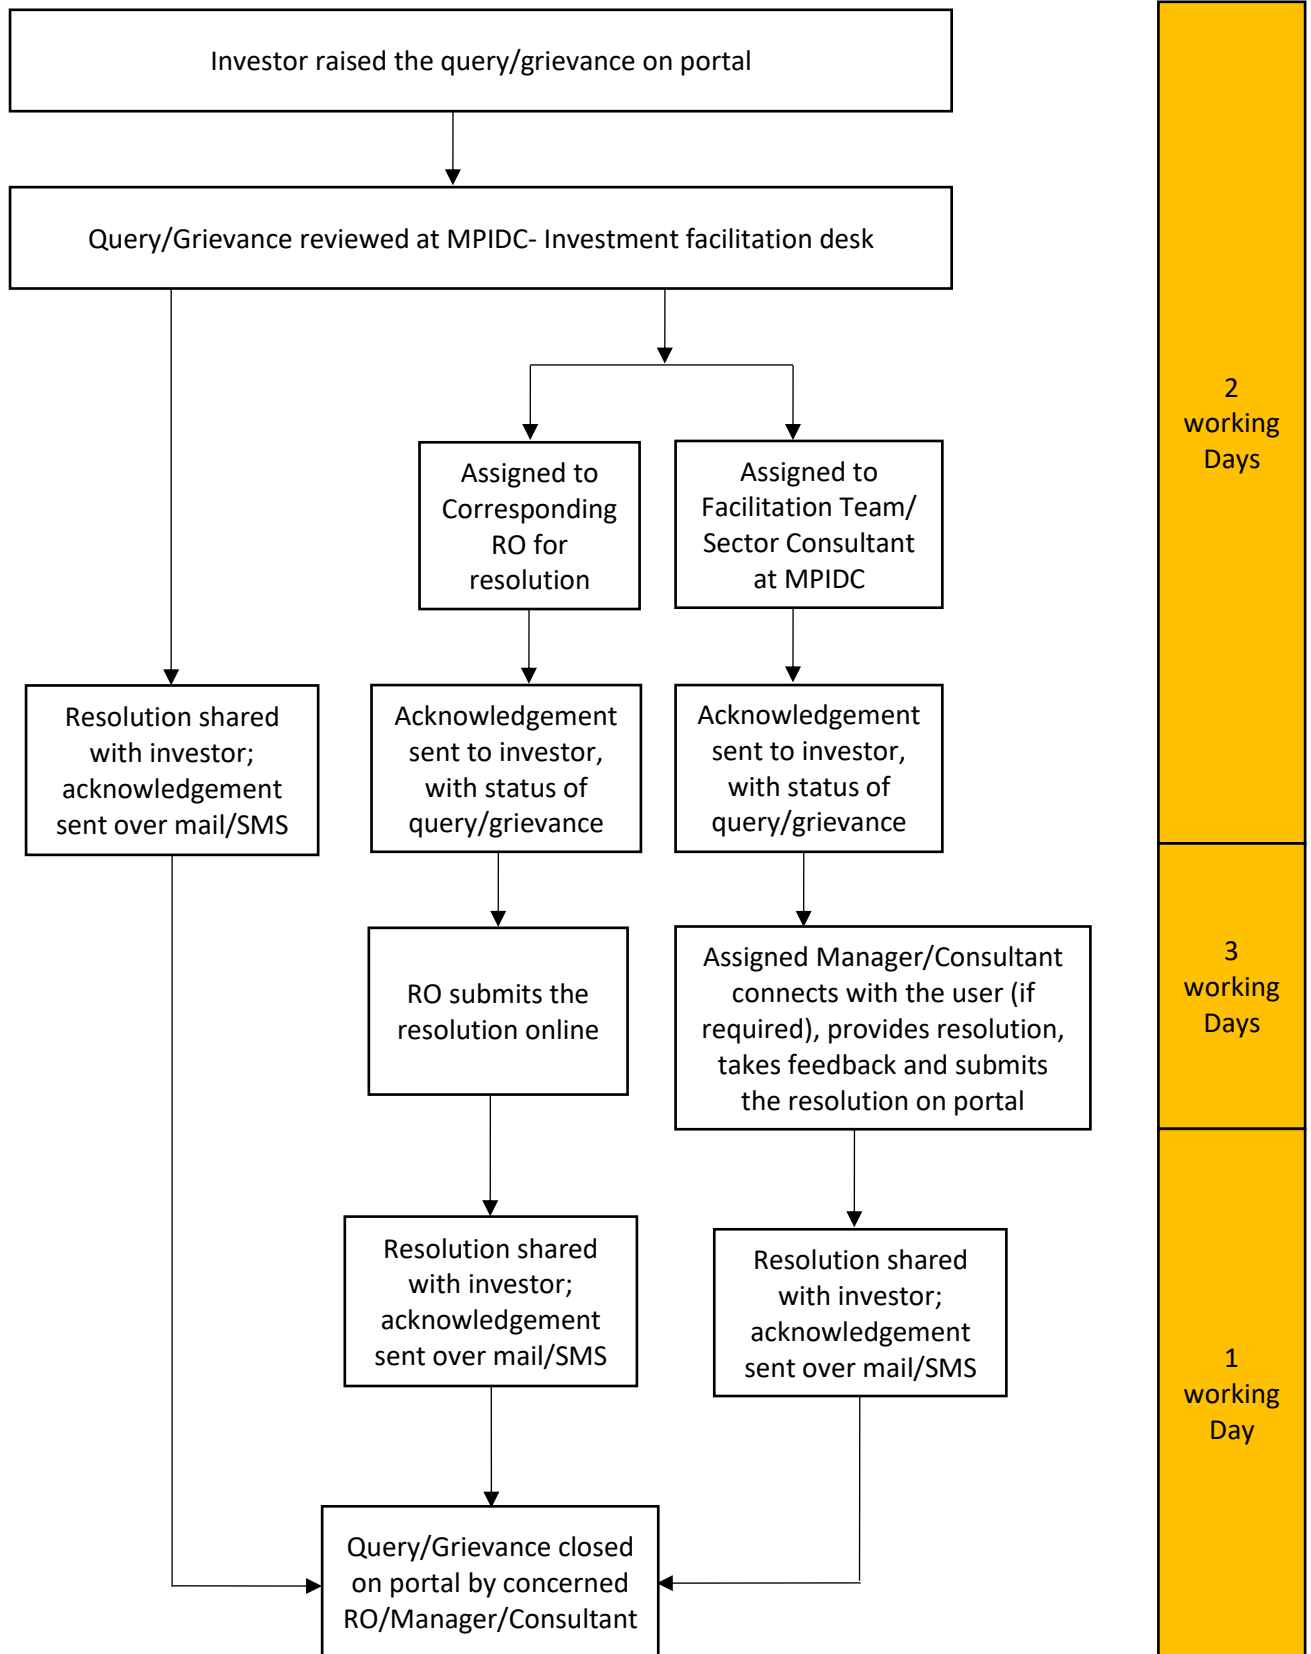 Investor raised the query/grievance on portal
Query/Grievance reviewed at MPIDC- Investment facilitation desk
2
working
Days
Assigned to
Corresponding
RO for
resolution
Assigned to
Facilitation Team/
Sector Consultant
at MPIDC
Resolution shared
with investor;
acknowledgement
sent over mail/SMS
Acknowledgement
sent to investor,
with status of
query/grievance
Acknowledgement
sent to investor,
with status of
query/grievance
RO submits the
resolution online
Assigned Manager/Consultant
connects with the user (if
required), provides resolution,
takes feedback and submits
the resolution on portal
3
working
Days
Resolution shared
with investor;
acknowledgement
sent over mail/SMS
Resolution shared
with investor;
acknowledgement
sent over mail/SMS
1
working
Day
Query/Grievance closed
on portal by concerned
RO/Manager/Consultant